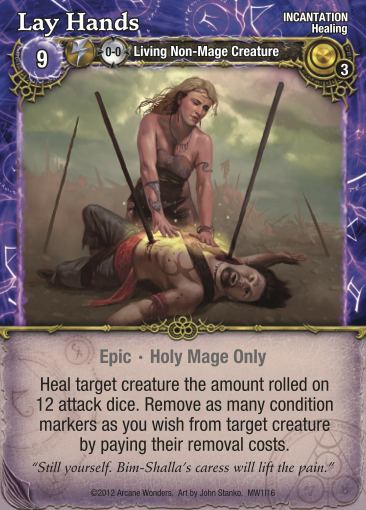 Lay Hands
INCANTATION
Healing
9
0-0
Living Non-Mage Creature
3
Epic • Holy Mage Only
Heal target creature the amount rolled on
12 attack dice. Remove as many condition
markers as you wish from target creature
by paying their removal costs.
“Still yourself. Bim-Shalla’s caress will lift the pain.”
©2012 Arcane Wonders. Art by John Stanko. MW1I16